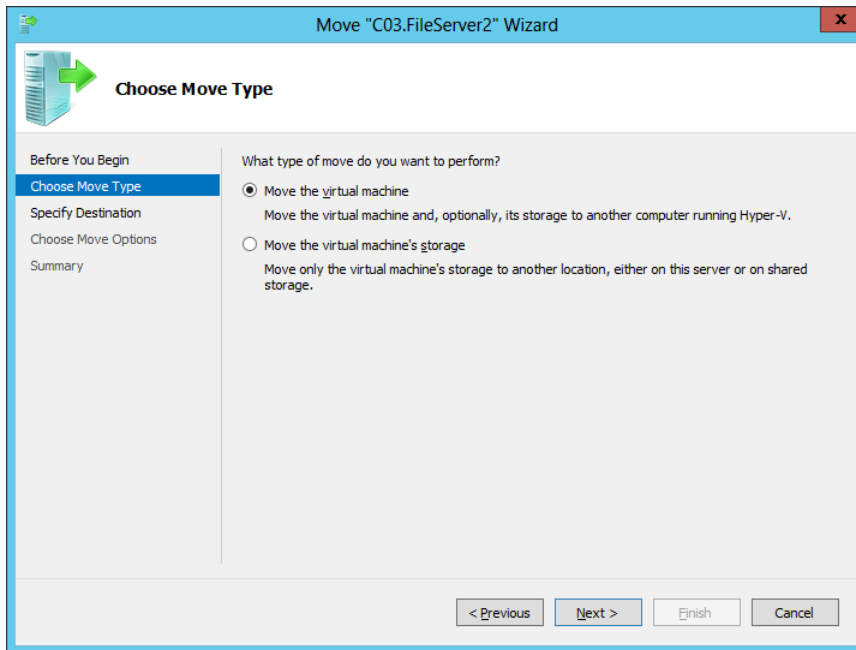 Move "C03.FileServer2" Wizard
x
Choose Move Type
Before You Begin
Choose Move Type
Specify Destination
Choose Move Options
Summary
What type of move do you want to perform?
Move the virtual machine
Move the virtual machine and, optionally, its storage to another computer running Hyper-V.
Move the virtual machine's storage
Move only the virtual machine's storage to another location, either on this server or on shared
storage.
< Previous
Next >
Finish
Cancel